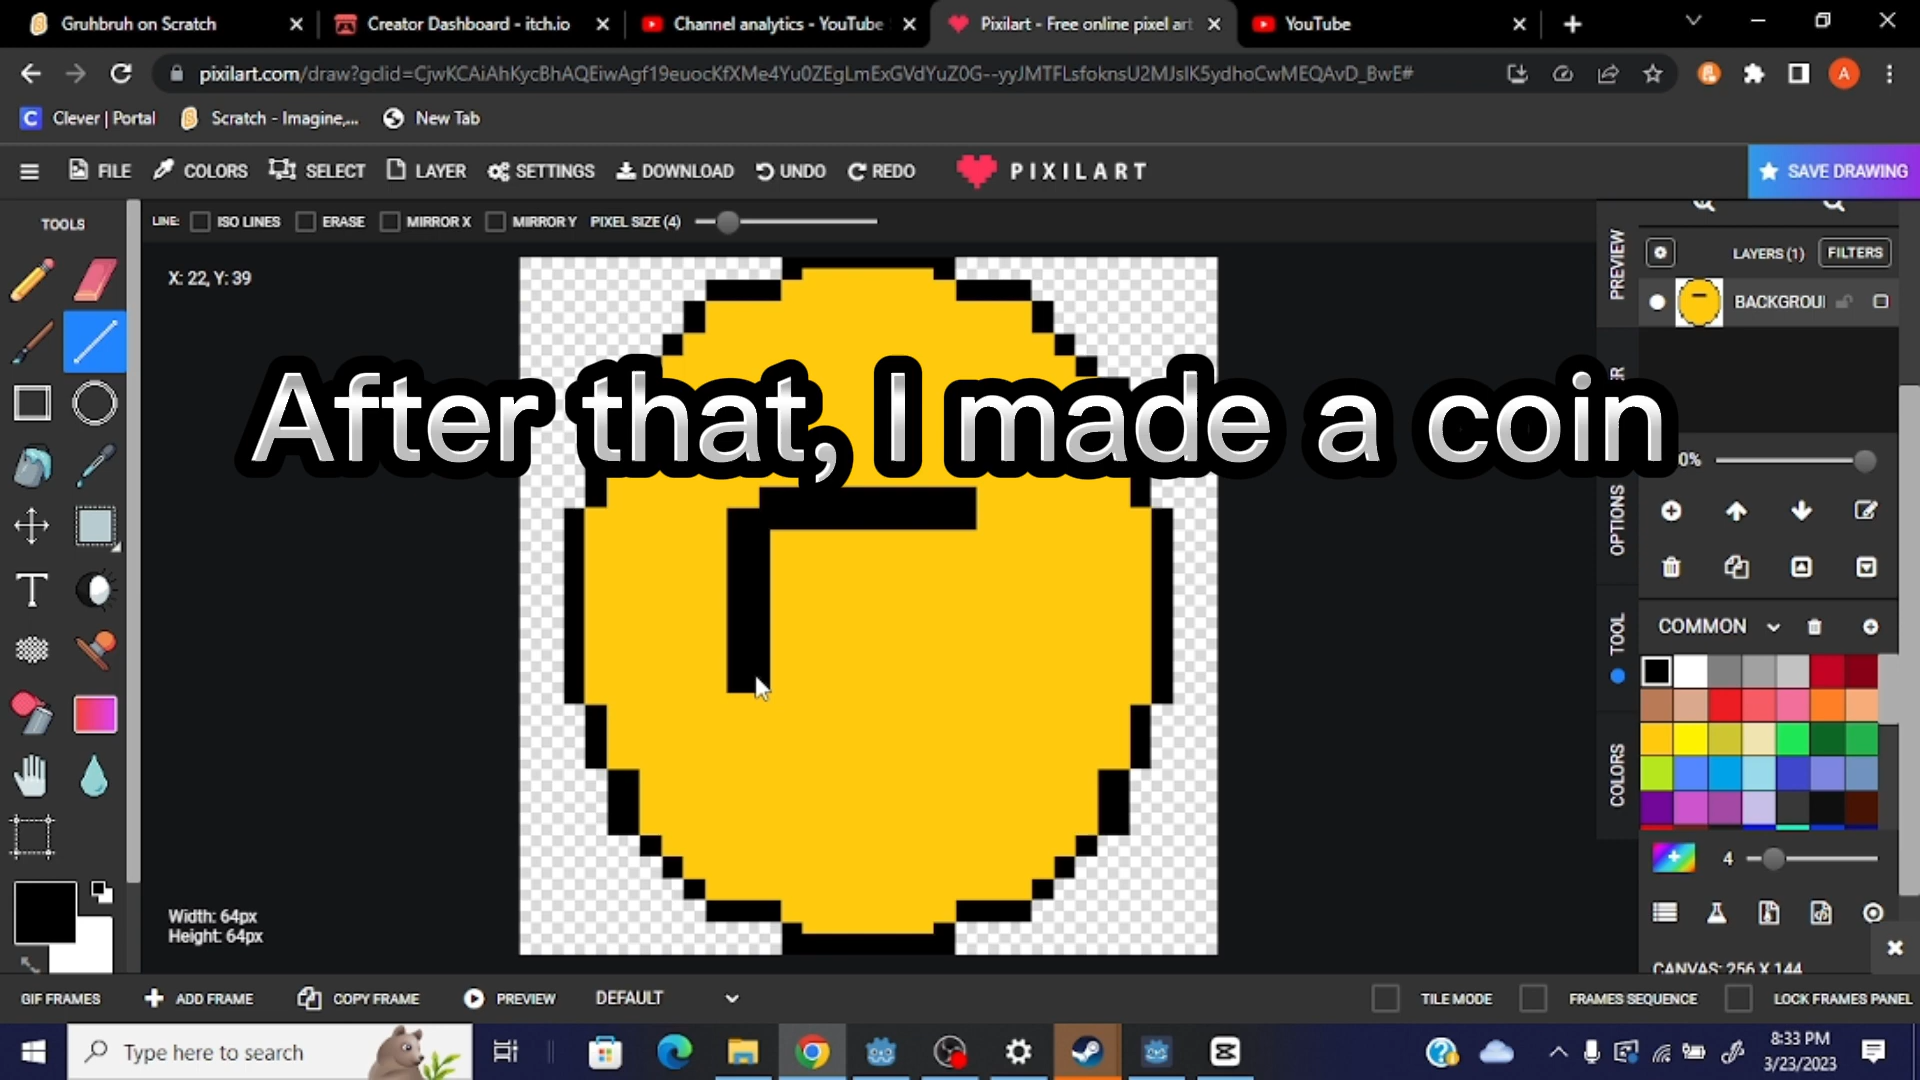 Gruhbruh on Scratch
Creator Dashboard - itch.io
Channel analytics - YouTube
Pixilart - Free online pixel art
YouTube
pixilart.com/draw?gclid=CjwKCAiAhKycBhAQEiwAgf19euocKfXMe4Yu0ZEgLmExGVdYuZ0G--yyJMTFLsfoknsU2MJslK5ydhoCwMEQAvD_BwE#
A
Clever | Portal
Scratch - Imagine,...
New Tab
FILE
COLORS
SELECT
LAYER
SETTINGS
DOWNLOAD
UNDO
REDO
PIXILART
SAVE DRAWING
TOOLS
LINE:
ISO LINES
ERASE
MIRROR X
MIRROR Y
PIXEL SIZE (4)
X: 22, Y: 39
PREVIEW
LAYERS (1)
FILTERS
BACKGROU
After that, I made a coin
0%
OPTIONS
TOOL
COMMON
COLORS
4
Width: 64px
Height: 64px
CANVAS: 256 X 144
GIF FRAMES
ADD FRAME
COPY FRAME
PREVIEW
DEFAULT
TILE MODE
FRAMES SEQUENCE
LOCK FRAMES PANEL
Type here to search
8:33 PM
3/23/2023